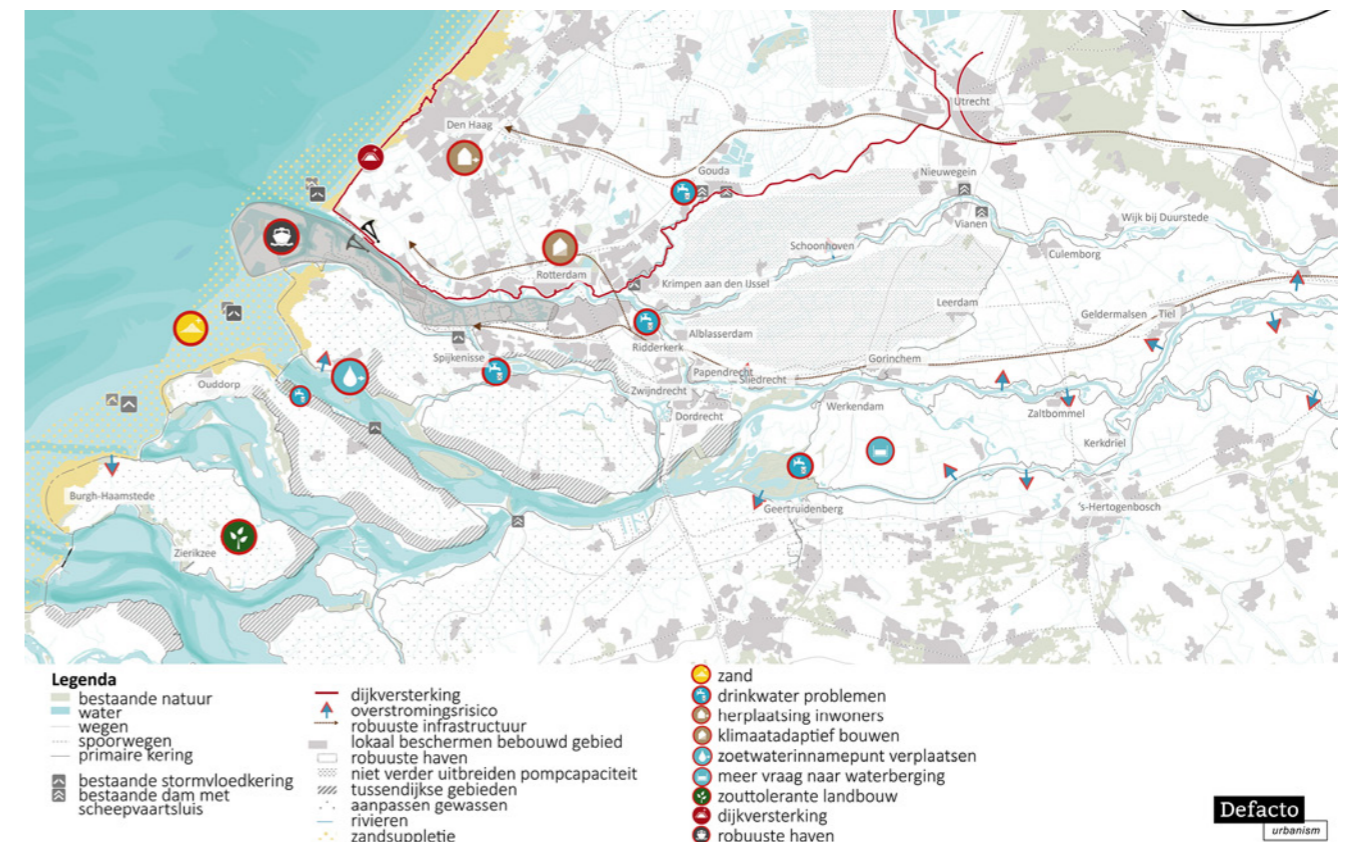 Den Haag
Utrecht
Gouda
Nieuwegein
Vianen
Wijk bij Duurstede
Schoonhoven
Culemborg
Rotterdam
Krimpen aan den IJssel
Leerdam
Geldermalsen
Tiel
Alblasserdam
Ridderkerk
Spijkenisse
Gorinchem
Papendrecht
Sliedrecht
Ouddorp
Zwijndrecht
Dordrecht
Werkendam
Zaltbommel
Kerkdriel
Burgh-Haamstede
Geertruidenberg
's-Hertogenbosch
Zierikzee
Legenda
bestaande natuur
water
wegen
spoorwegen
primaire kering
bestaande stormvloedkering
bestaande dam met
scheepvaartsluis
dijkversterking
overstromingsrisico
robuuste infrastructuur
lokaal beschermen bebouwd gebied
robuuste haven
niet verder uitbreiden pompcapaciteit
tussendijkse gebieden
aanpassen gewassen
rivieren
zandsuppletie
zand
drinkwater problemen
herplaatsing inwoners
klimaatadaptief bouwen
zoetwaterinnamepunt verplaatsen
meer vraag naar waterberging
zouttolerante landbouw
dijkversterking
robuuste haven
Defacto
urbanism